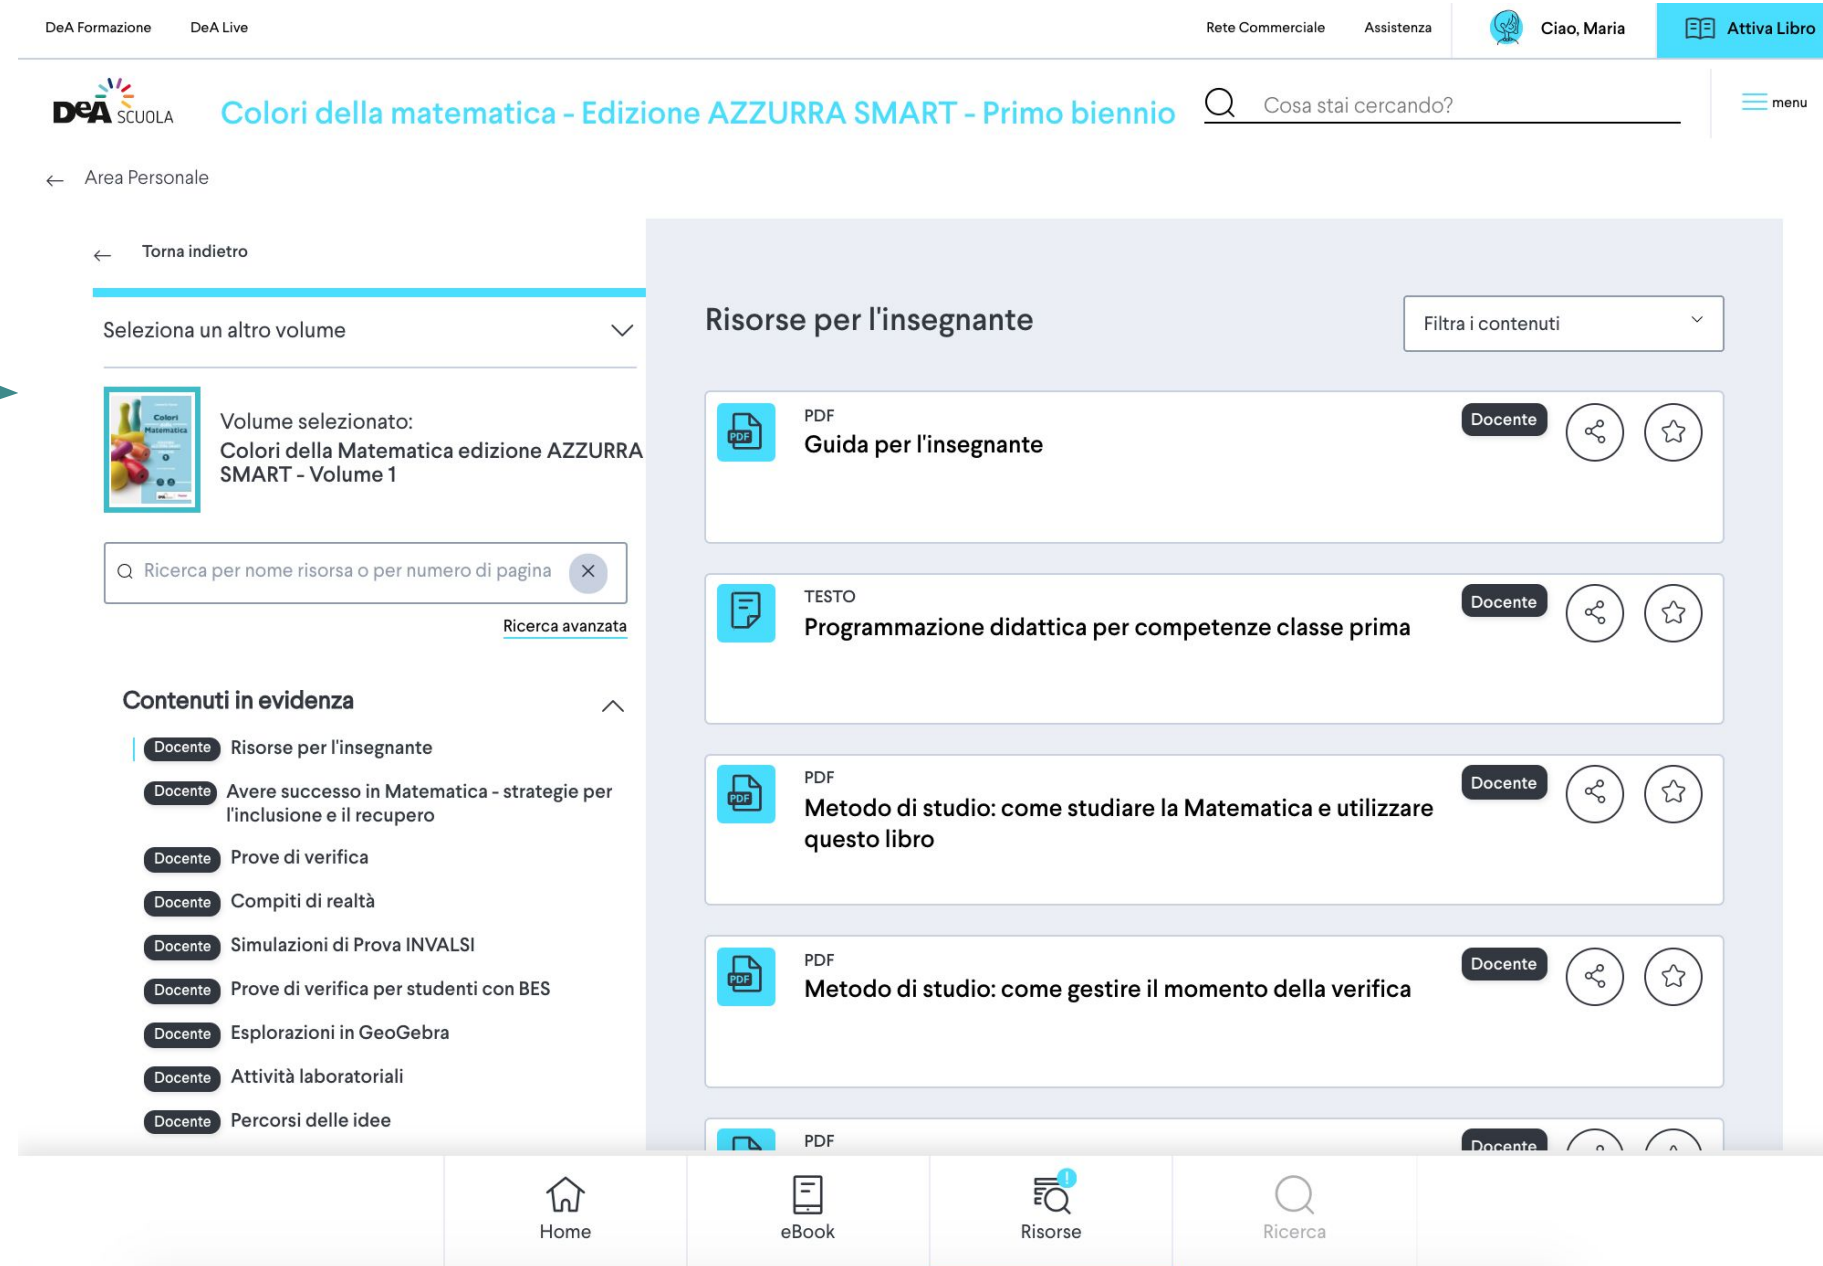 DeA Formazione
DeA Live
Rete Commerciale
Assistenza
Ciao, Maria
Attiva Libro
DeA SCUOLA
Colori della matematica - Edizione AZZURRA SMART - Primo biennio
Cosa stai cercando?
menu
Area Personale
Torna indietro
Seleziona un altro volume
Colori
Matematica
Volume selezionato:
Colori della Matematica edizione AZZURRA
SMART - Volume 1
Ricerca per nome risorsa o per numero di pagina
Ricerca avanzata
Contenuti in evidenza
Docente Risorse per l'insegnante
Docente Avere successo in Matematica - strategie per
l'inclusione e il recupero
Docente Prove di verifica
Docente Compiti di realtà
Docente Simulazioni di Prova INVALSI
Docente Prove di verifica per studenti con BES
Docente Esplorazioni in GeoGebra
Docente Attività laboratoriali
Docente Percorsi delle idee
Risorse per l'insegnante
Filtra i contenuti
PDF
PDF
Guida per l'insegnante
Docente
TESTO
Programmazione didattica per competenze classe prima
Docente
PDF
PDF
Metodo di studio: come studiare la Matematica e utilizzare
questo libro
Docente
PDF
PDF
Metodo di studio: come gestire il momento della verifica
Docente
PDF
Docente
Home
eBook
Risorse
Ricerca